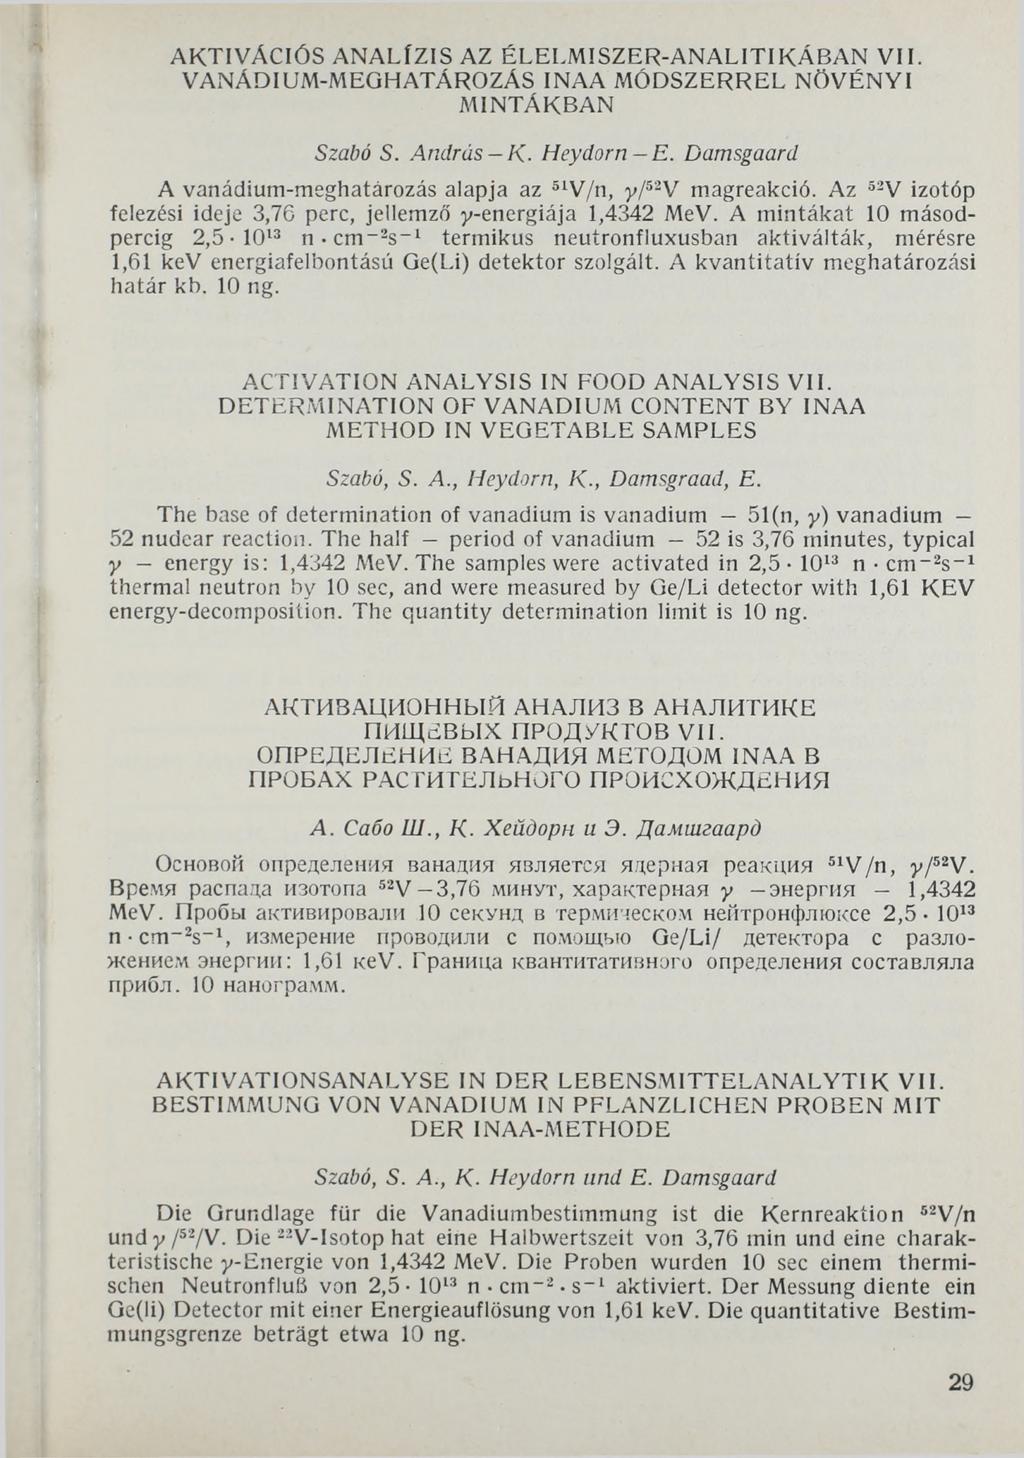 AKTIVÁCIÓS ANALÍZIS AZ ÉLELMISZER-ANALITIKÁBAN VII.
VANÁDIUM-MEGHATÁROZÁS INAA MÓDSZERREL NÖVÉNYI
MINTÁKBAN
Szabó S. András — K. Heydorn — E. Damsgaard
A vanádium-meghatározás alapja az ⁵¹V/n, γ/⁵²V magreakció. Az ⁵²V izotóp
felezési ideje 3,76 perc, jellemző γ-energiája 1,4342 MeV. A mintákat 10 másod-
percig 2,5 · 10¹³ n · cm⁻²s⁻¹ termikus neutronfluxusban aktiválták, mérésre
1,61 keV energiafelbontású Ge(Li) detektor szolgált. A kvantitatív meghatározási
határ kb. 10 ng.
ACTIVATION ANALYSIS IN FOOD ANALYSIS VII.
DETERMINATION OF VANADIUM CONTENT BY INAA
METHOD IN VEGETABLE SAMPLES
Szabó, S. A., Heydorn, K., Damsgraad, E.
The base of determination of vanadium is vanadium — 51(n, γ) vanadium —
52 nudear reaction. The half — period of vanadium — 52 is 3,76 minutes, typical
γ — energy is: 1,4342 MeV. The samples were activated in 2,5 · 10¹³ n · cm⁻²s⁻¹
thermal neutron by 10 sec, and were measured by Ge/Li detector with 1,61 KEV
energy-decomposition. The quantity determination limit is 10 ng.
АКТИВАЦИОННЫЙ АНАЛИЗ В АНАЛИТИКЕ
ПИЩЕВЫХ ПРОДУКТОВ VII.
ОПРЕДЕЛЕНИЕ ВАНАДИЯ МЕТОДОМ INAA В
ПРОБАХ РАСТИТЕЛЬНОГО ПРОИСХОЖДЕНИЯ
А. Сабо Ш., К. Хейдорн и Э. Дамшгаард
Основой определения ванадия является ядерная реакция ⁵¹V/n, γ/⁵²V.
Время распада изотопа ⁵²V — 3,76 минут, характерная γ —энергия — 1,4342
MeV. Пробы активировали 10 секунд в термическом нейтронфлюксе 2,5 · 10¹³
n · cm⁻²s⁻¹, измерение проводили с помощью Ge/Li/ детектора с разло-
жением энергии: 1,61 кеV. Граница квантитативного определения составляла
прибл. 10 нанограмм.
AKTIVATIONSANALYSE IN DER LEBENSMITTELANALYTIK VII.
BESTIMMUNG VON VANADIUM IN PFLANZLICHEN PROBEN MIT
DER INAA-METHODE
Szabó, S. A., K. Heydorn und E. Damsgaard
Die Grundlage für die Vanadiumbestimmung ist die Kernreaktion ⁵²V/n
und γ /⁵²/V. Die ²²V-Isotop hat eine Halbwertszeit von 3,76 min und eine charak-
teristische γ-Energie von 1,4342 MeV. Die Proben wurden 10 sec einem thermi-
schen Neutronfluß von 2,5 · 10¹³ n · cm⁻² · s⁻¹ aktiviert. Der Messung diente ein
Ge(li) Detector mit einer Energieauflösung von 1,61 keV. Die quantitative Bestim-
mungsgrenze beträgt etwa 10 ng.
29